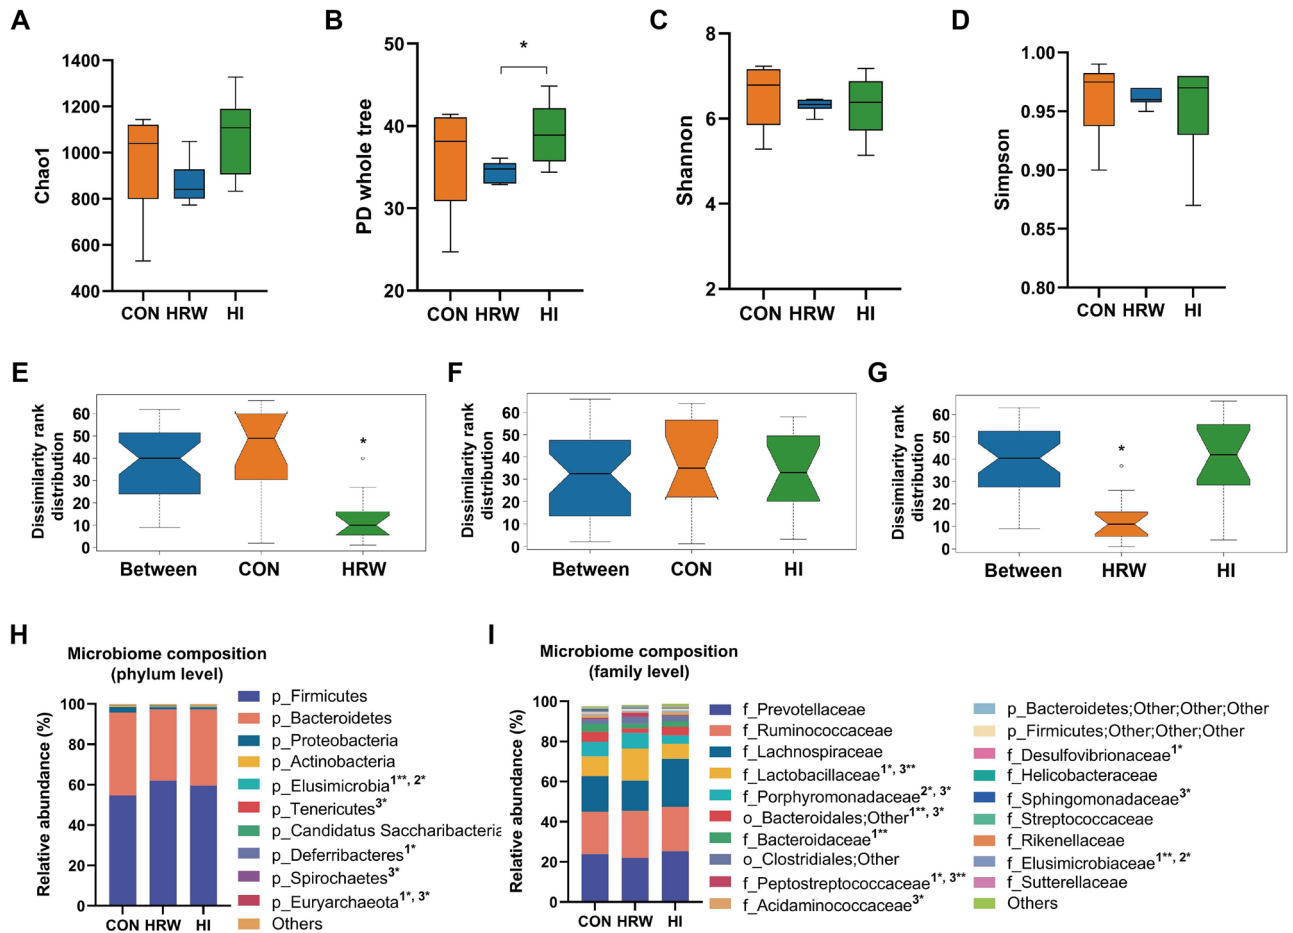 A
B
C
D
1400
1200
1000
800
600
400
Chao1
CON HRW HI
50
40
30
20
PD whole tree
*
CON HRW HI
8
6
4
2
Shannon
CON HRW HI
1.00
0.95
0.90
0.85
0.80
Simpson
CON HRW HI
E
F
G
Dissimilarity rank
distribution
60
50
40
30
20
10
0
*
Between CON HRW
Dissimilarity rank
distribution
60
50
40
30
20
10
0
Between CON HI
Dissimilarity rank
distribution
60
50
40
30
20
10
0
*
Between HRW HI
H
Microbiome composition
(phylum level)
Relative abundance (%)
100
80
60
40
20
0
CON HRW HI
p_Firmicutes
p_Bacteroidetes
p_Proteobacteria
p_Actinobacteria
p_Elusimicrobia1**, 2*
p_Tenericutes3*
p_Candidatus Saccharibacteria
p_Deferribacteres1*
p_Spirochaetes3*
p_Euryarchaeota1*, 3*
Others
I
Microbiome composition
(family level)
Relative abundance (%)
100
80
60
40
20
0
CON HRW HI
f_Prevotellaceae
f_Ruminococcaceae
f_Lachnospiraceae
f_Lactobacillaceae1*, 3**
f_Porphyromonadaceae2*, 3*
o_Bacteroidales;Other1**, 3*
f_Bacteroidaceae1**
o_Clostridiales;Other
f_Peptostreptococcaceae1*, 3**
f_Acidaminococcaceae3*
p_Bacteroidetes;Other;Other;Other
p_Firmicutes;Other;Other;Other
f_Desulfovibrionaceae1*
f_Helicobacteraceae
f_Sphingomonadaceae3*
f_Streptococcaceae
f_Rikenellaceae
f_Elusimicrobiaceae1**, 2*
f_Sutterellaceae
Others